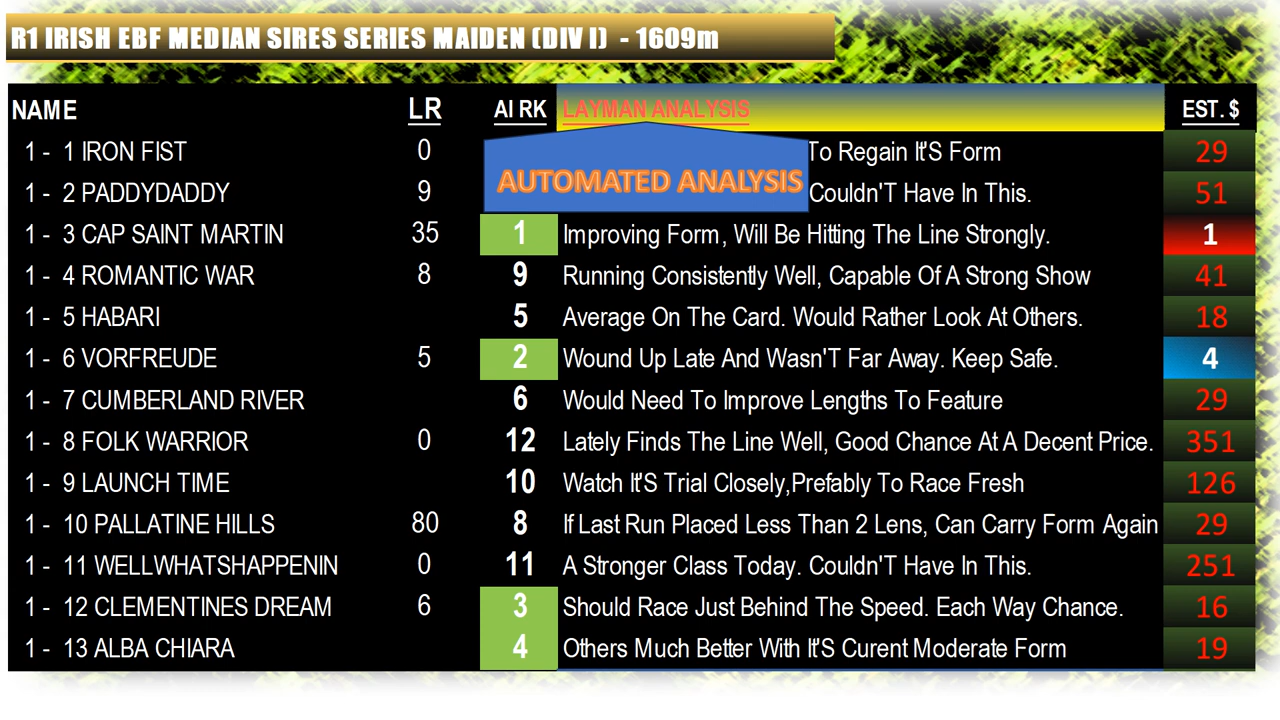 R1 IRISH EBF MEDIAN SIRES SERIES MAIDEN (DIV I) - 1609m
NAME LR AI RK LAYMAN ANALYSIS EST. $
1 - 1 IRON FIST 0 To Regain It'S Form 29
AUTOMATED ANALYSIS
1 - 2 PADDYDADDY 9 Couldn'T Have In This. 51
1 - 3 CAP SAINT MARTIN 35 1 Improving Form, Will Be Hitting The Line Strongly. 1
1 - 4 ROMANTIC WAR 8 9 Running Consistently Well, Capable Of A Strong Show 41
1 - 5 HABARI 5 Average On The Card. Would Rather Look At Others. 18
1 - 6 VORFREUDE 5 2 Wound Up Late And Wasn'T Far Away. Keep Safe. 4
1 - 7 CUMBERLAND RIVER 6 Would Need To Improve Lengths To Feature 29
1 - 8 FOLK WARRIOR 0 12 Lately Finds The Line Well, Good Chance At A Decent Price. 351
1 - 9 LAUNCH TIME 10 Watch It'S Trial Closely,Prefably To Race Fresh 126
1 - 10 PALLATINE HILLS 80 8 If Last Run Placed Less Than 2 Lens, Can Carry Form Again 29
1 - 11 WELLWHATSHAPPENIN 0 11 A Stronger Class Today. Couldn'T Have In This. 251
1 - 12 CLEMENTINES DREAM 6 3 Should Race Just Behind The Speed. Each Way Chance. 16
1 - 13 ALBA CHIARA 4 Others Much Better With It'S Curent Moderate Form 19